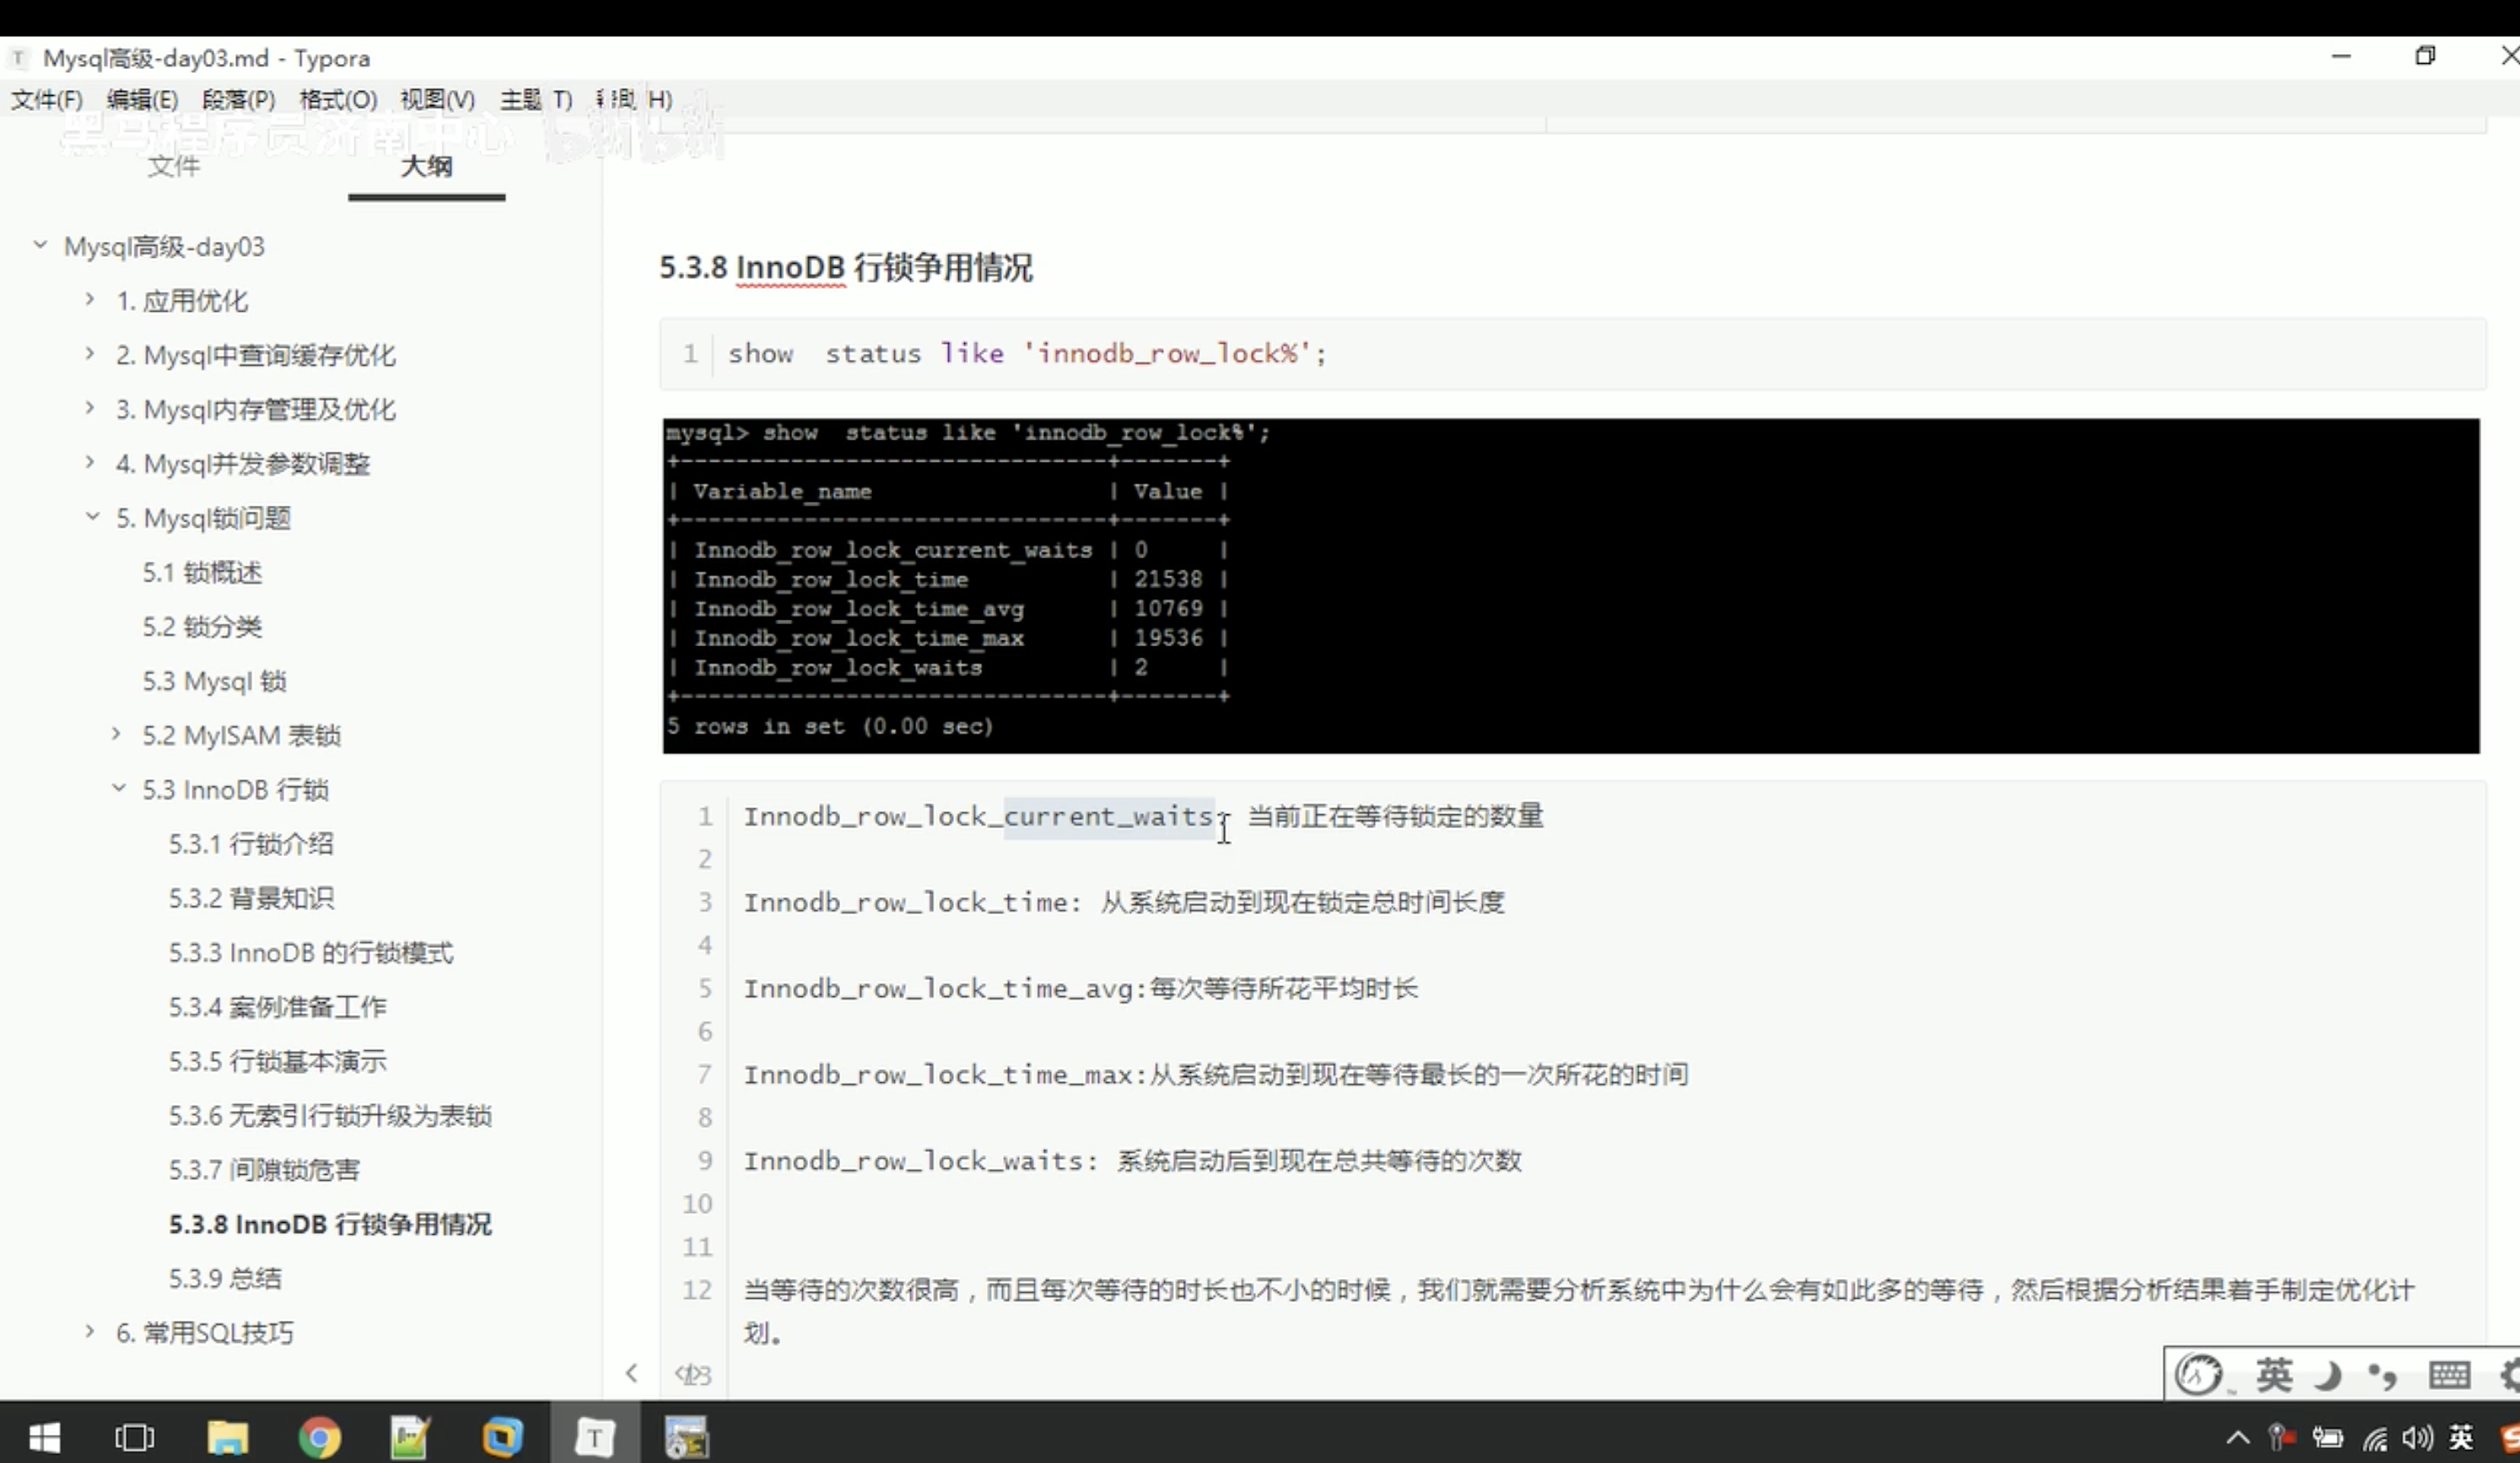 Mysql高级-day03.md - Typora
文件(F) 编辑(E) 段落(P) 格式(O) 视图(V) 主题 T) 帮助 H)
黑马程序员济南中心 bilibili
文件 大纲
Mysql高级-day03
1. 应用优化
2. Mysql中查询缓存优化
3. Mysql内存管理及优化
4. Mysql并发参数调整
5. Mysql锁问题
5.1 锁概述
5.2 锁分类
5.3 Mysql 锁
5.2 MyISAM 表锁
5.3 InnoDB 行锁
5.3.1 行锁介绍
5.3.2 背景知识
5.3.3 InnoDB 的行锁模式
5.3.4 案例准备工作
5.3.5 行锁基本演示
5.3.6 无索引行锁升级为表锁
5.3.7 间隙锁危害
5.3.8 InnoDB 行锁争用情况
5.3.9 总结
6. 常用SQL技巧
5.3.8 InnoDB 行锁争用情况
1 show  status like 'innodb_row_lock%';
mysql> show  status like 'innodb_row_lock%';
+-------------------------------+-------+
| Variable_name                 | Value |
+-------------------------------+-------+
| Innodb_row_lock_current_waits | 0     |
| Innodb_row_lock_time          | 21538 |
| Innodb_row_lock_time_avg      | 10769 |
| Innodb_row_lock_time_max      | 19536 |
| Innodb_row_lock_waits         | 2     |
+-------------------------------+-------+
5 rows in set (0.00 sec)
1 Innodb_row_lock_current_waits: 当前正在等待锁定的数量
2
3 Innodb_row_lock_time: 从系统启动到现在锁定总时间长度
4
5 Innodb_row_lock_time_avg:每次等待所花平均时长
6
7 Innodb_row_lock_time_max:从系统启动到现在等待最长的一次所花的时间
8
9 Innodb_row_lock_waits: 系统启动后到现在总共等待的次数
10
11
12 当等待的次数很高，而且每次等待的时长也不小的时候，我们就需要分析系统中为什么会有如此多的等待，然后根据分析结果着手制定优化计
划。
13
英
英